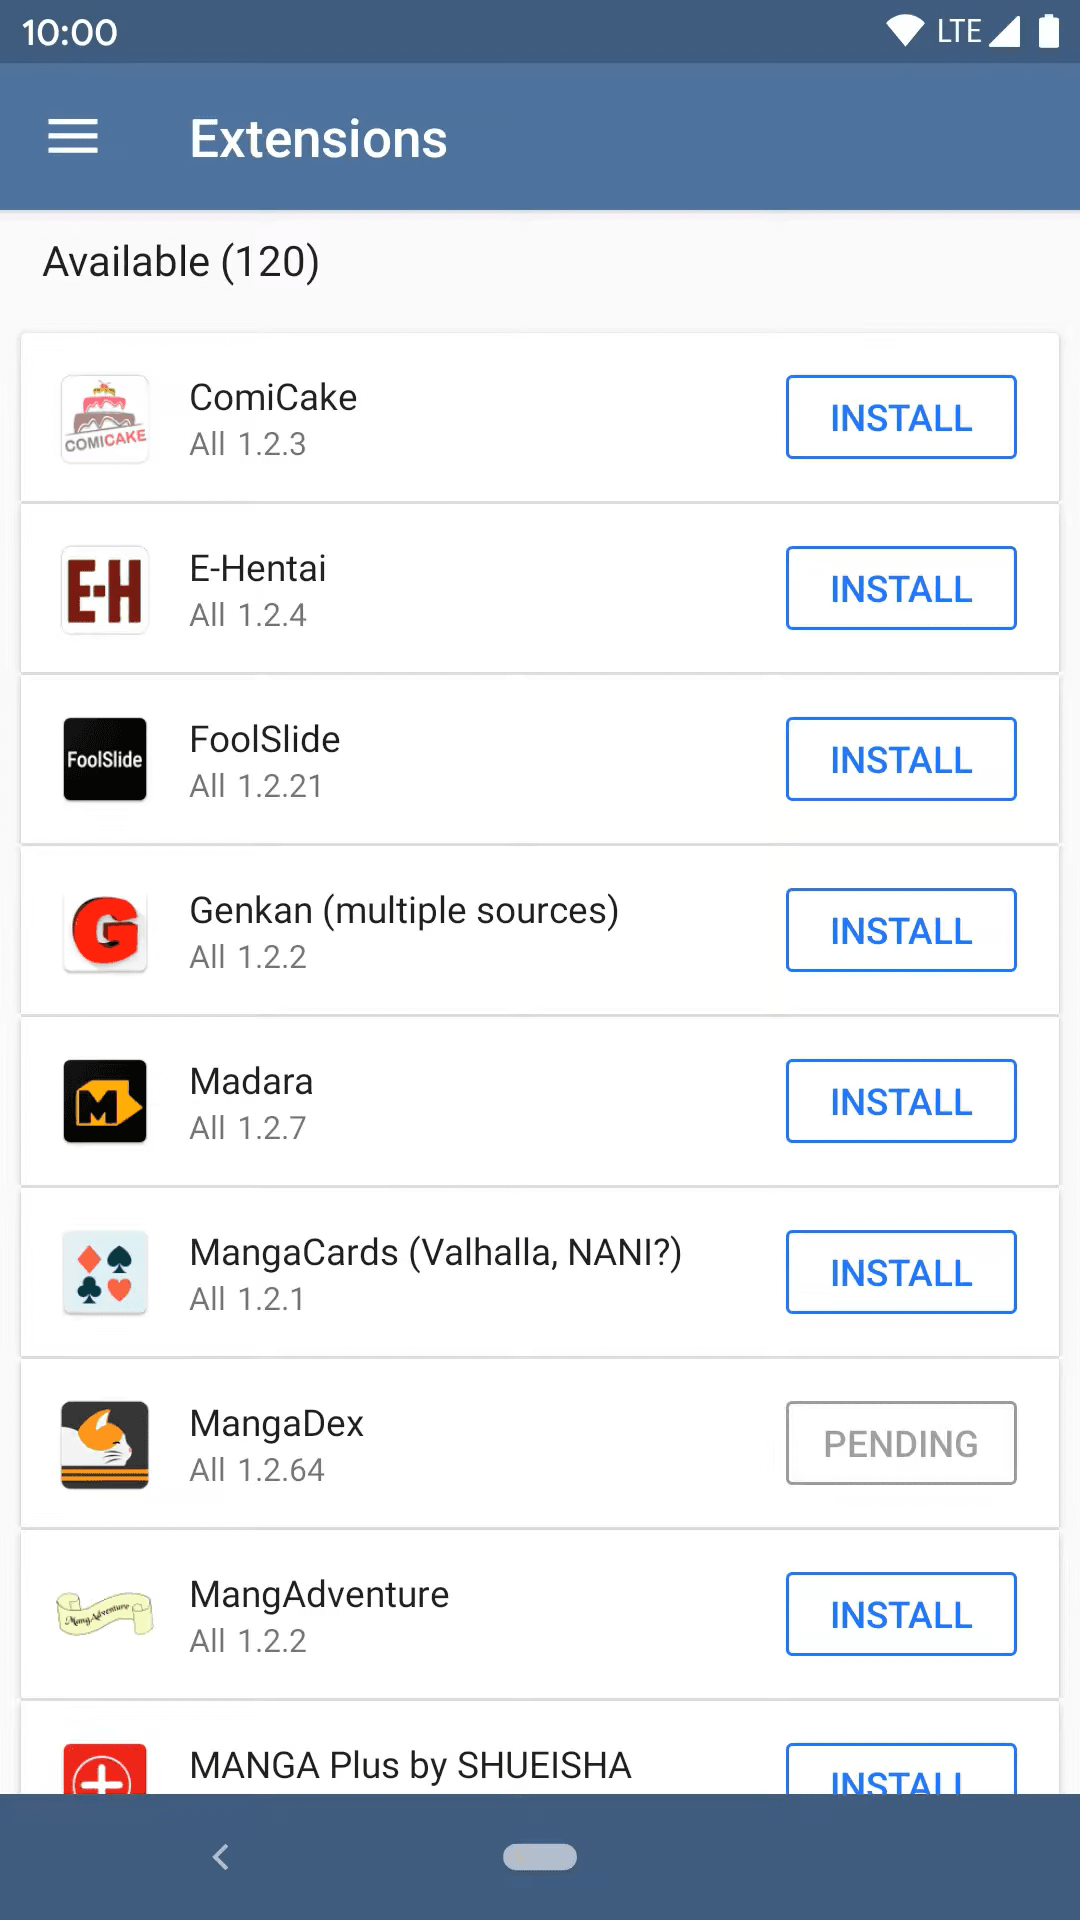 10:00
LTE
Extensions
Available (120)
COMICAKE
ComiCake
All 1.2.3
INSTALL
E-H
E-Hentai
All 1.2.4
INSTALL
FoolSlide
FoolSlide
All 1.2.21
INSTALL
G
Genkan (multiple sources)
All 1.2.2
INSTALL
M
Madara
All 1.2.7
INSTALL
MangaCards (Valhalla, NANI?)
All 1.2.1
INSTALL
MangaDex
All 1.2.64
PENDING
MangAdventure
MangAdventure
All 1.2.2
INSTALL
MANGA Plus by SHUEISHA
INSTALL